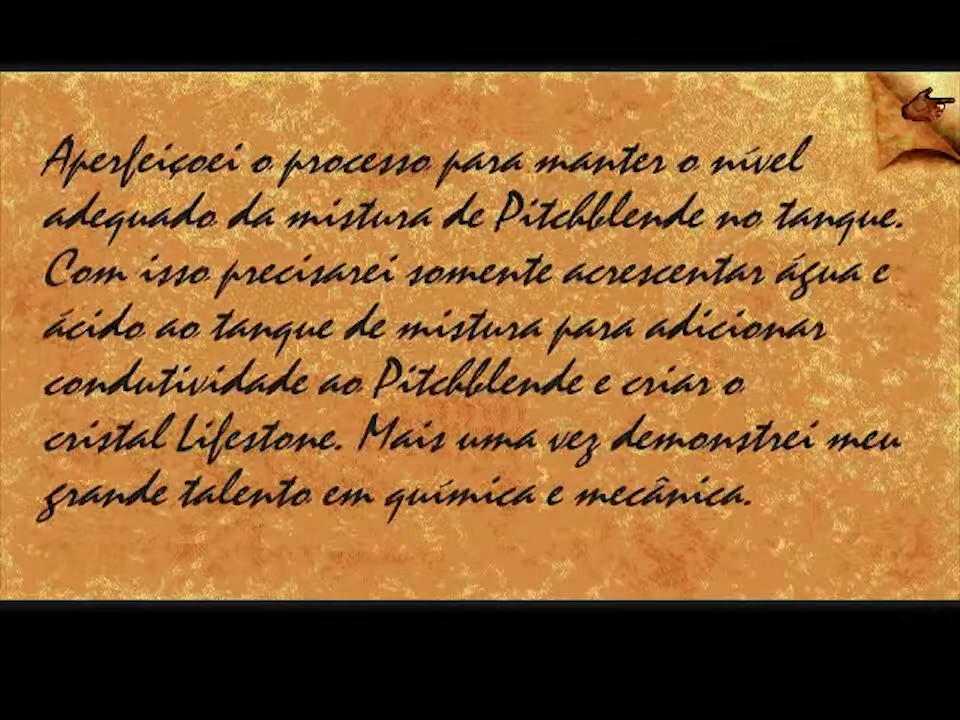 Aperfeiçoei o processo para manter o nível
adequado da mistura de Pitchblende no tanque.
Com isso precisarei somente acrescentar água e
ácido ao tanque de mistura para adicionar
condutividade ao Pitchblende e criar o
cristal Lifestone. Mais uma vez demonstrei meu
grande talento em química e mecânica.